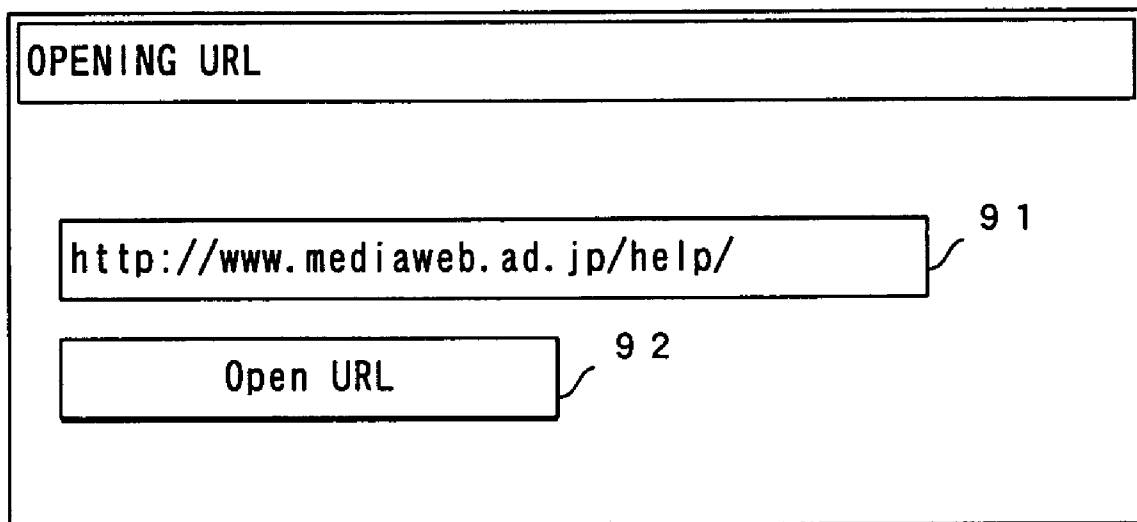 OPENING URL
http://www.mediaweb.ad.jp/help/
91
Open URL
92